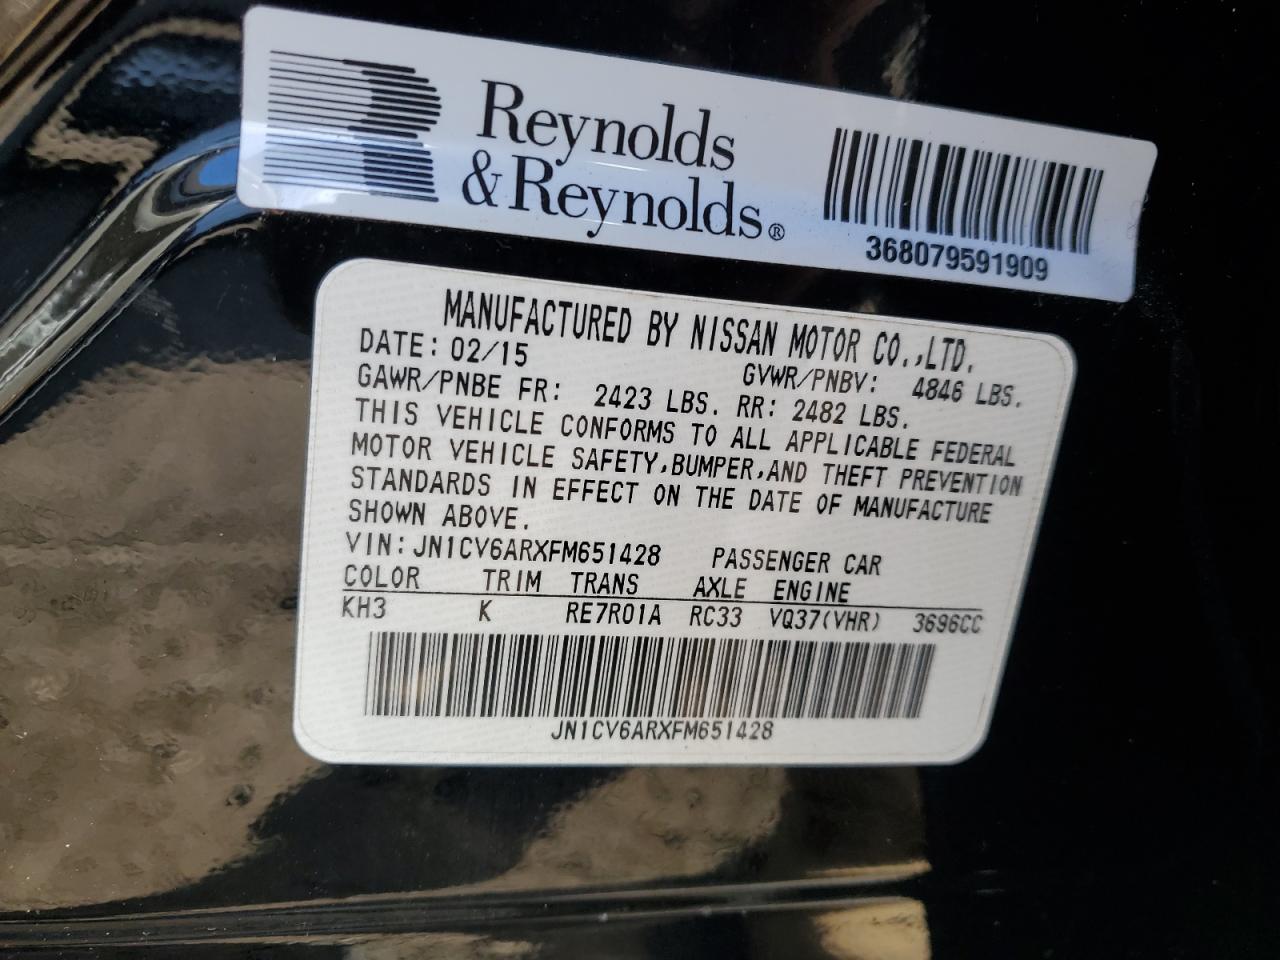 Reynolds
& Reynolds®
368079591909
MANUFACTURED BY NISSAN MOTOR CO.,LTD.
DATE: 02/15 GVWR/PNBV: 4846 LBS.
GAWR/PNBE FR: 2423 LBS. RR: 2482 LBS.
THIS VEHICLE CONFORMS TO ALL APPLICABLE FEDERAL
MOTOR VEHICLE SAFETY,BUMPER,AND THEFT PREVENTION
STANDARDS IN EFFECT ON THE DATE OF MANUFACTURE
SHOWN ABOVE.
VIN: JN1CV6ARXFM651428 PASSENGER CAR
COLOR TRIM TRANS AXLE ENGINE
KH3 K RE7R01A RC33 VQ37(VHR) 3696CC
JN1CV6ARXFM651428